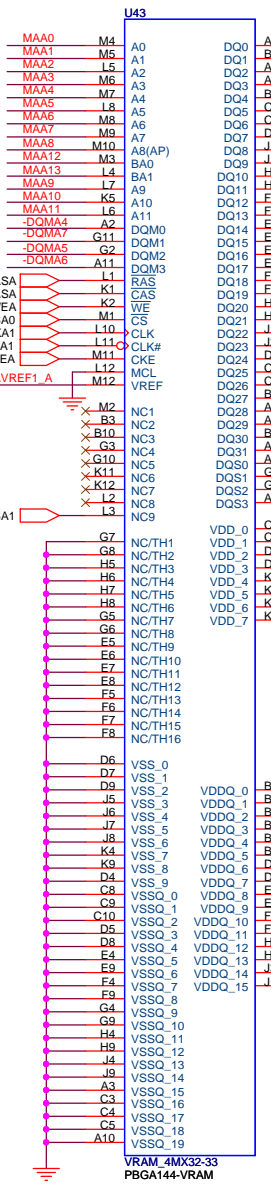 U43
MAA0 M4 A0 DQ0
MAA1 M5 A1 DQ1
MAA2 L5 A2 DQ2
MAA3 M6 A3 DQ3
MAA4 M7 A4 DQ4
MAA5 L8 A5 DQ5
MAA6 M8 A6 DQ6
MAA7 M9 A7 DQ7
MAA8 M10 A8(AP) DQ8
MAA12 M3 BA0 DQ9
MAA13 L4 BA1 DQ10
MAA9 L7 A9 DQ11
MAA10 K5 A10 DQ12
MAA11 L6 A11 DQ13
-DQMA4 A2 DQM0 DQ14
-DQMA7 G11 DQM1 DQ15
-DQMA5 G2 DQM2 DQ16
-DQMA6 A11 DQM3 DQ17
L1 RAS DQ18
K1 CAS DQ19
K2 WE DQ20
M1 CS DQ21
L10 CLK DQ22
L11 CLK# DQ23
M11 CKE DQ24
L12 MCL DQ25
VREF1_A M12 VREF DQ26
DQ27
M2 NC1 DQ28
B3 NC2 DQ29
B10 NC3 DQ30
G3 NC4 DQ31
G10 NC5 DQS0
K11 NC6 DQS1
K12 NC7 DQS2
L2 NC8 DQS3
L3 NC9
VDD_0
G7 NC/TH1 VDD_1
G8 NC/TH2 VDD_2
H5 NC/TH3 VDD_3
H6 NC/TH4 VDD_4
H7 NC/TH5 VDD_5
H8 NC/TH6 VDD_6
G5 NC/TH7 VDD_7
G6 NC/TH8
E5 NC/TH9
E6 NC/TH10
E7 NC/TH11
E8 NC/TH12
F5 NC/TH13
F6 NC/TH14
F7 NC/TH15
F8 NC/TH16
D6 VSS_0
D7 VSS_1
D9 VSS_2 VDDQ_0
J5 VSS_3 VDDQ_1
J6 VSS_4 VDDQ_2
J7 VSS_5 VDDQ_3
J8 VSS_6 VDDQ_4
K4 VSS_7 VDDQ_5
K9 VSS_8 VDDQ_6
D4 VSS_9 VDDQ_7
C8 VSSQ_0 VDDQ_8
C9 VSSQ_1 VDDQ_9
C10 VSSQ_2 VDDQ_10
D5 VSSQ_3 VDDQ_11
D8 VSSQ_4 VDDQ_12
E4 VSSQ_5 VDDQ_13
E9 VSSQ_6 VDDQ_14
F4 VSSQ_7 VDDQ_15
F9 VSSQ_8
G4 VSSQ_9
G9 VSSQ_10
H4 VSSQ_11
H9 VSSQ_12
J4 VSSQ_13
J9 VSSQ_14
A3 VSSQ_15
C3 VSSQ_16
C4 VSSQ_17
C5 VSSQ_18
A10 VSSQ_19
VRAM_4MX32-33
PBGA144-VRAM